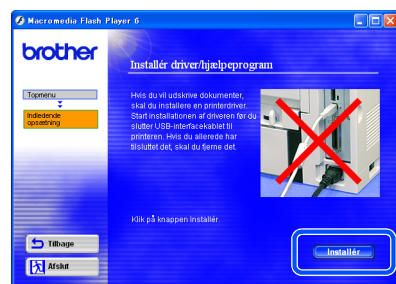 Macromedia Flash Player 6
brother
Installér driver/hjælpeprogram
Topmenu
Indledende
opsætning
Hvis du vil udskrive dokumenter,
skal du installere en printerdriver.
Start installationen af driveren før du
slutter USB-interfacekablet til
printeren. Hvis du allerede har
tilsluttet det, skal du fjerne det.
Klik på knappen Installér.
Tilbage
Afslut
Installér